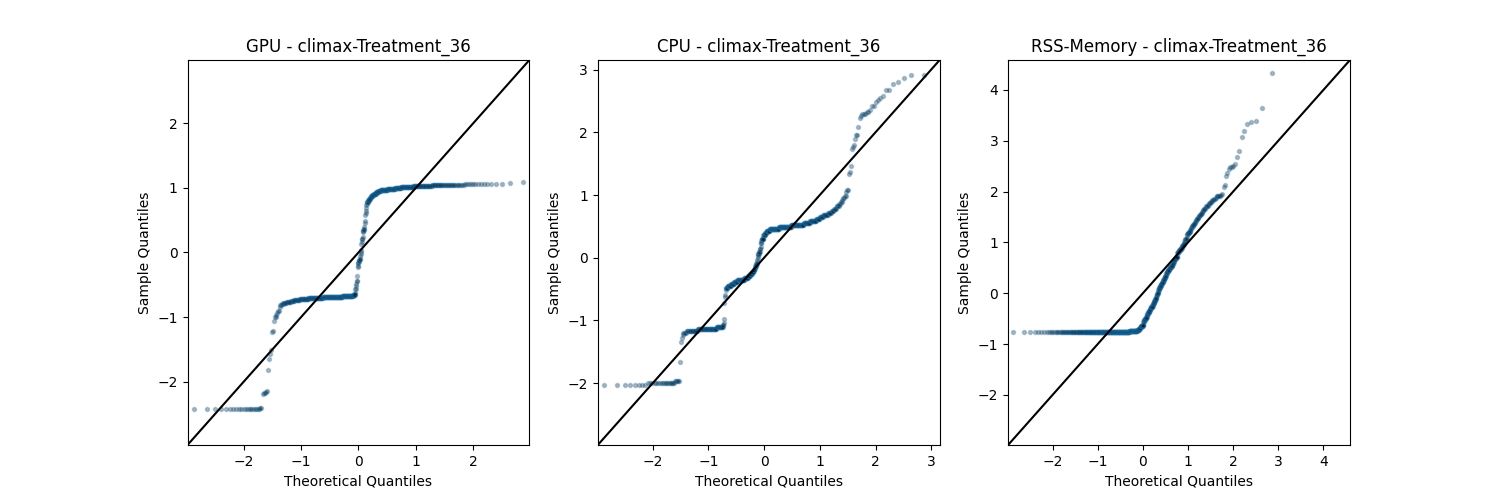 GPU - climax-Treatment_36
CPU - climax-Treatment_36
RSS-Memory - climax-Treatment_36
Sample Quantiles
2
1
0
−1
−2
Sample Quantiles
3
2
1
0
−1
−2
Sample Quantiles
4
3
2
1
0
−1
−2
−2 −1 0 1 2
−2 −1 0 1 2 3
−2 −1 0 1 2 3 4
Theoretical Quantiles
Theoretical Quantiles
Theoretical Quantiles